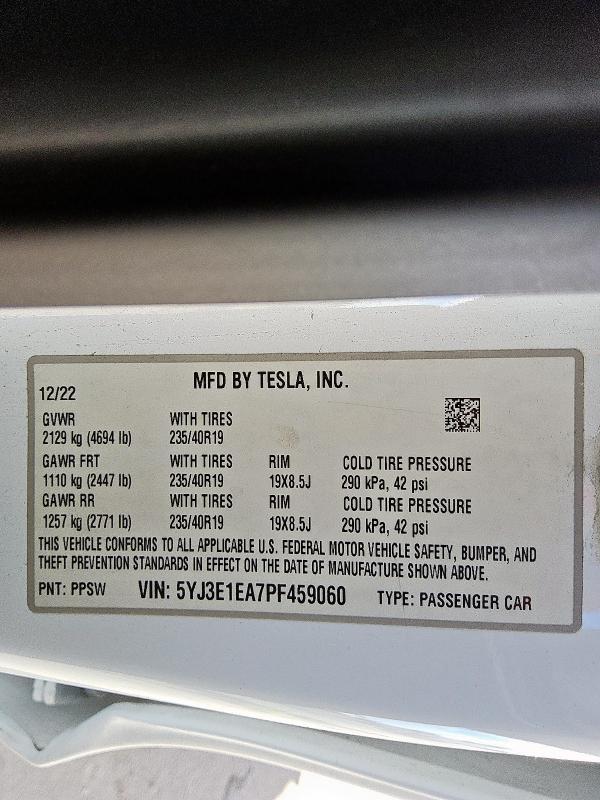 MFD BY TESLA, INC.
12/22
GVWR WITH TIRES
2129 kg (4694 lb) 235/40R19
GAWR FRT WITH TIRES RIM COLD TIRE PRESSURE
1110 kg (2447 lb) 235/40R19 19X8.5J 290 kPa, 42 psi
GAWR RR WITH TIRES RIM COLD TIRE PRESSURE
1257 kg (2771 lb) 235/40R19 19X8.5J 290 kPa, 42 psi
THIS VEHICLE CONFORMS TO ALL APPLICABLE U.S. FEDERAL MOTOR VEHICLE SAFETY, BUMPER, AND
THEFT PREVENTION STANDARDS IN EFFECT ON THE DATE OF MANUFACTURE SHOWN ABOVE.
PNT: PPSW VIN: 5YJ3E1EA7PF459060 TYPE: PASSENGER CAR